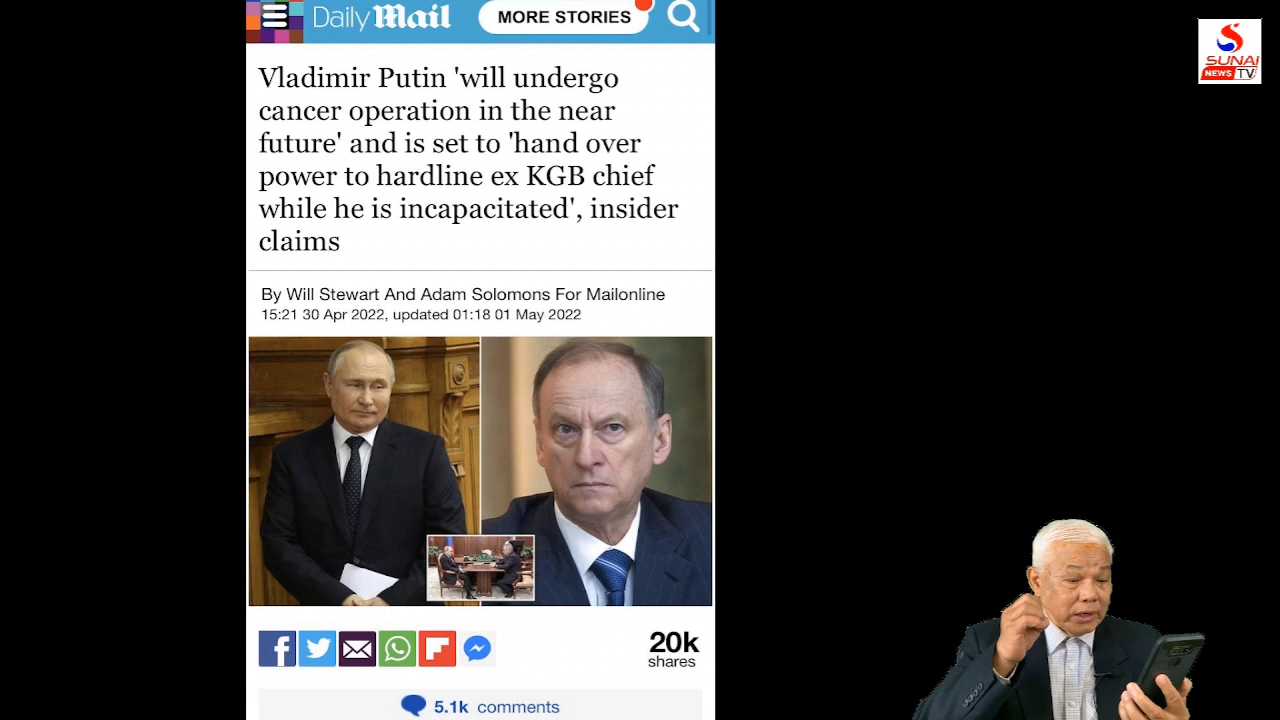 Daily Mail
MORE STORIES
SUNAI
NEWS TV
Vladimir Putin 'will undergo
cancer operation in the near
future' and is set to 'hand over
power to hardline ex KGB chief
while he is incapacitated', insider
claims
By Will Stewart And Adam Solomons For Mailonline
15:21 30 Apr 2022, updated 01:18 01 May 2022
20k
shares
5.1k comments